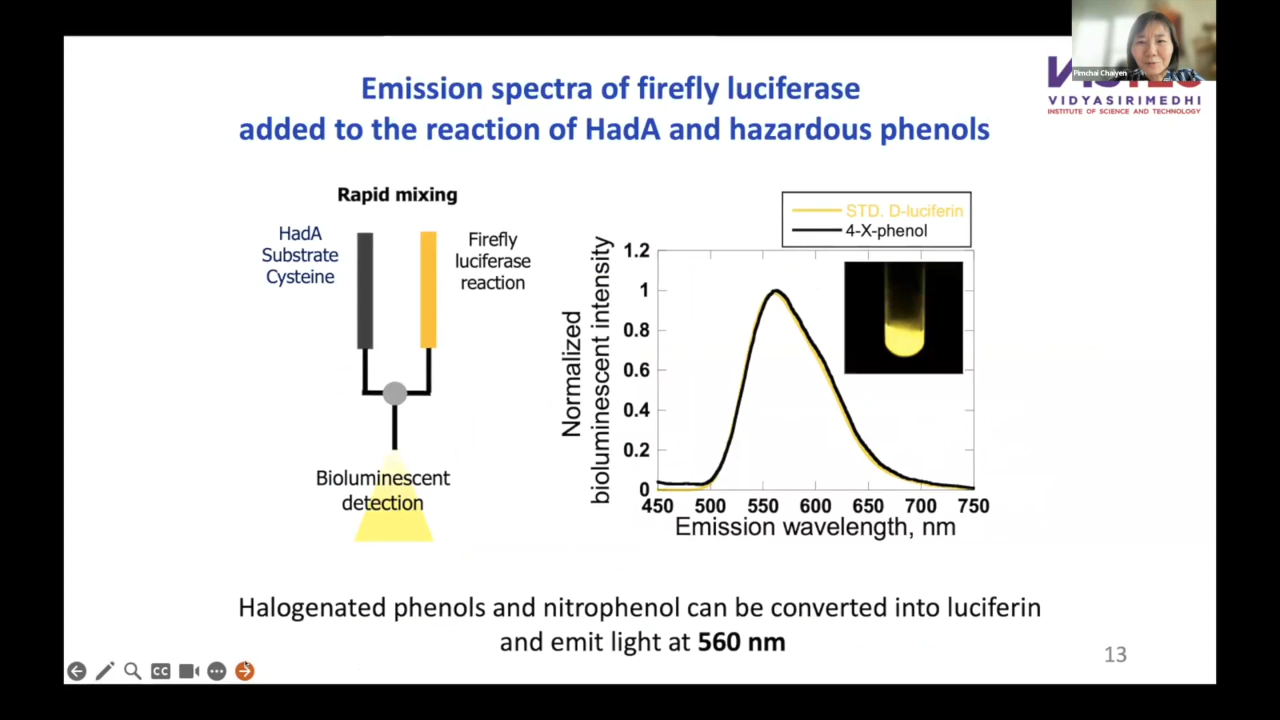 Emission spectra of firefly luciferase
added to the reaction of HadA and hazardous phenols
Pimchai Chaiyen
VIDYASIRIMEDHI
INSTITUTE OF SCIENCE AND TECHNOLOGY
Rapid mixing
HadA
Substrate
Cysteine
Firefly
luciferase
reaction
Bioluminescent
detection
STD. D-luciferin
4-X-phenol
Normalized
bioluminescent intensity
1.2
1
0.8
0.6
0.4
0.2
0
450 500 550 600 650 700 750
Emission wavelength, nm
Halogenated phenols and nitrophenol can be converted into luciferin
and emit light at 560 nm
13
CC